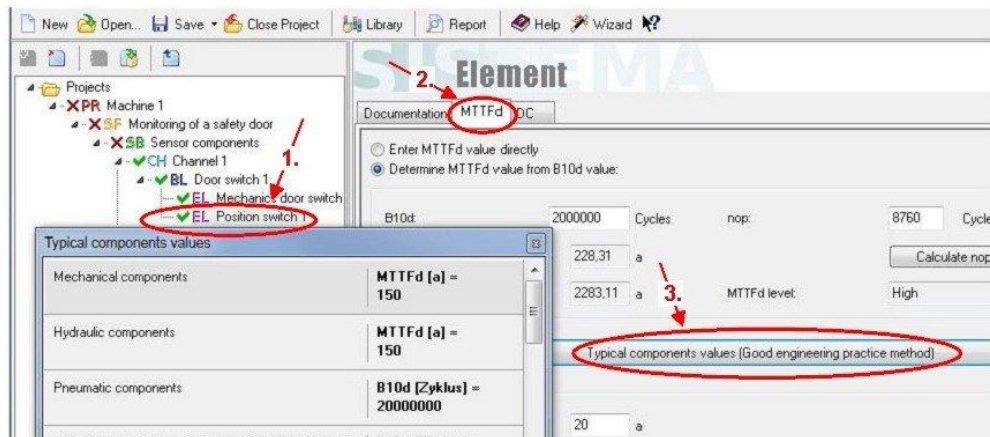 New Open... Save Close Project Library Report Help Wizard
SISTEMA
2. Element
Projects
PR Machine 1
SF Monitoring of a safety door
SB Sensor components
CH Channel 1
1.
BL Door switch 1
EL Mechanics door switch
EL Position switch 1
Documentation MTTFd DC
Enter MTTFd value directly
Determine MTTFd value from B10d value:
B10d: 2000000 Cycles nop: 8760 Cycle
228,31 a Calculate nop
2283,11 a MTTFd level: High
3.
Typical components values (Good engineering practice method)
20 a
Typical components values
Mechanical components MTTFd [a] =
150
Hydraulic components MTTFd [a] =
150
Pneumatic components B10d [Zyklus] =
20000000